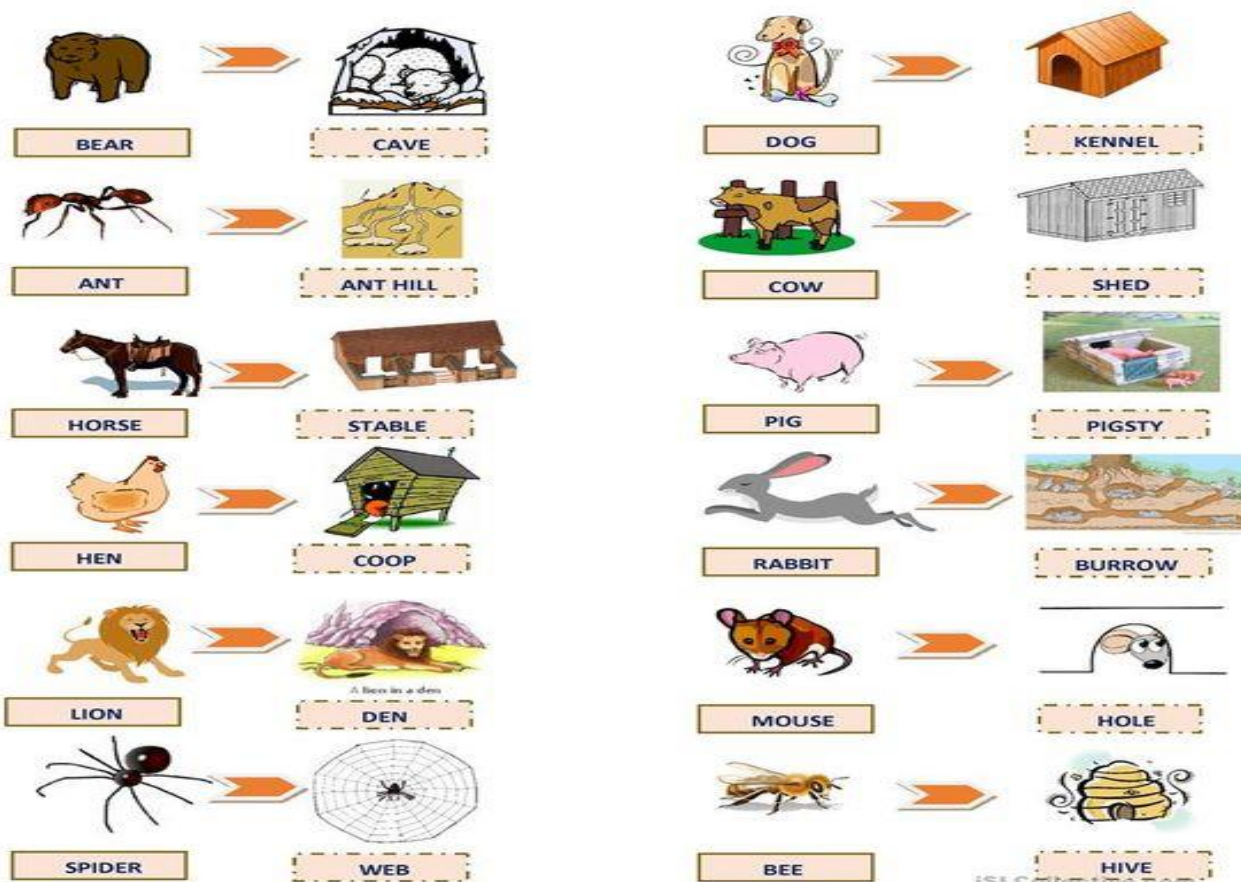 BEAR
CAVE
DOG
KENNEL
ANT
ANT HILL
COW
SHED
HORSE
STABLE
PIG
PIGSTY
HEN
COOP
RABBIT
BURROW
A lion in a den
LION
DEN
MOUSE
HOLE
SPIDER
WEB
BEE
HIVE